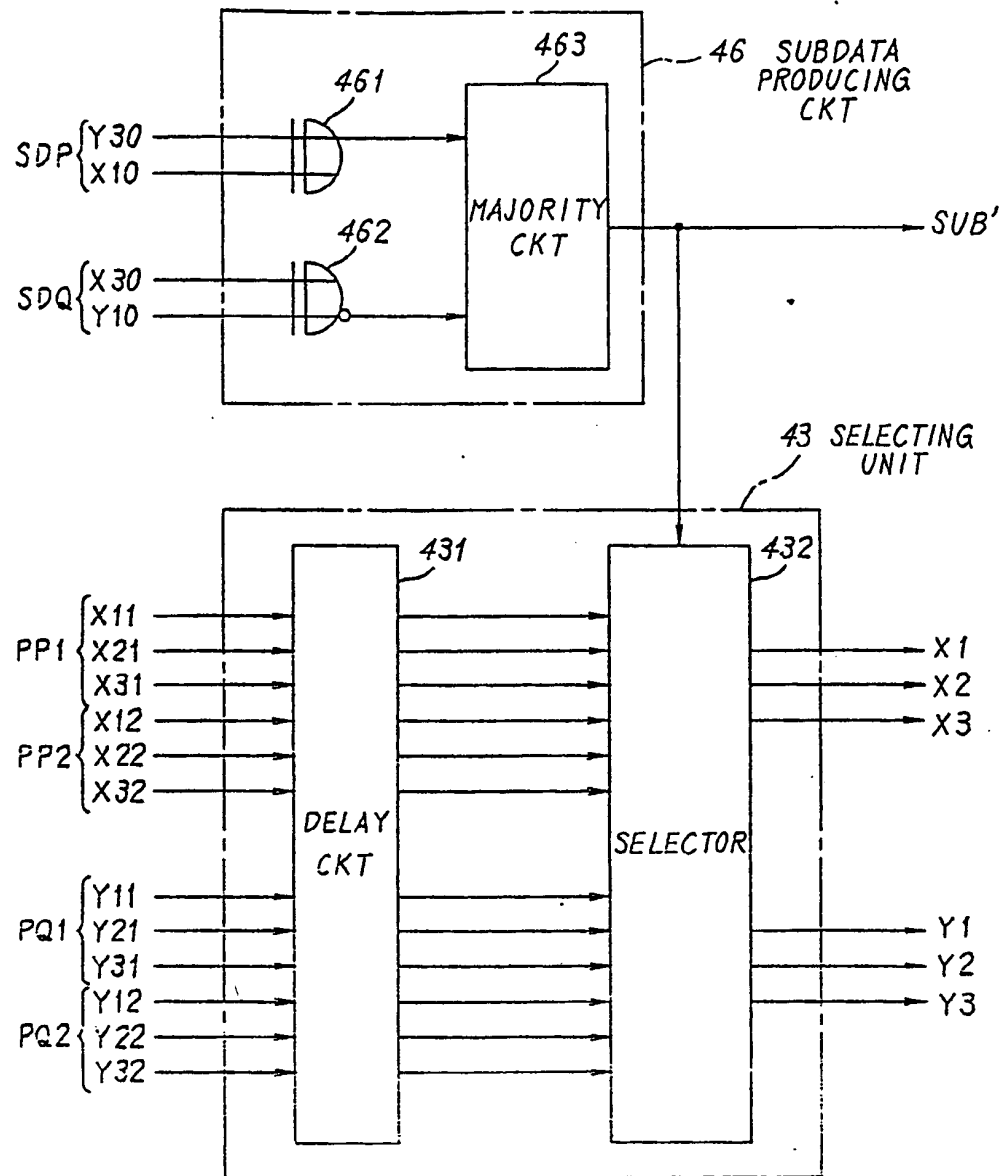 463
46 SUBDATA
PRODUCING
CKT
461
SDP
Y30
X10
MAJORITY
CKT
SUB'
462
SDQ
X30
Y10
43 SELECTING
UNIT
431
432
PP1
X11
X21
X31
PP2
X12
X22
X32
X1
X2
X3
DELAY
CKT
SELECTOR
PQ1
Y11
Y21
Y31
PQ2
Y12
Y22
Y32
Y1
Y2
Y3